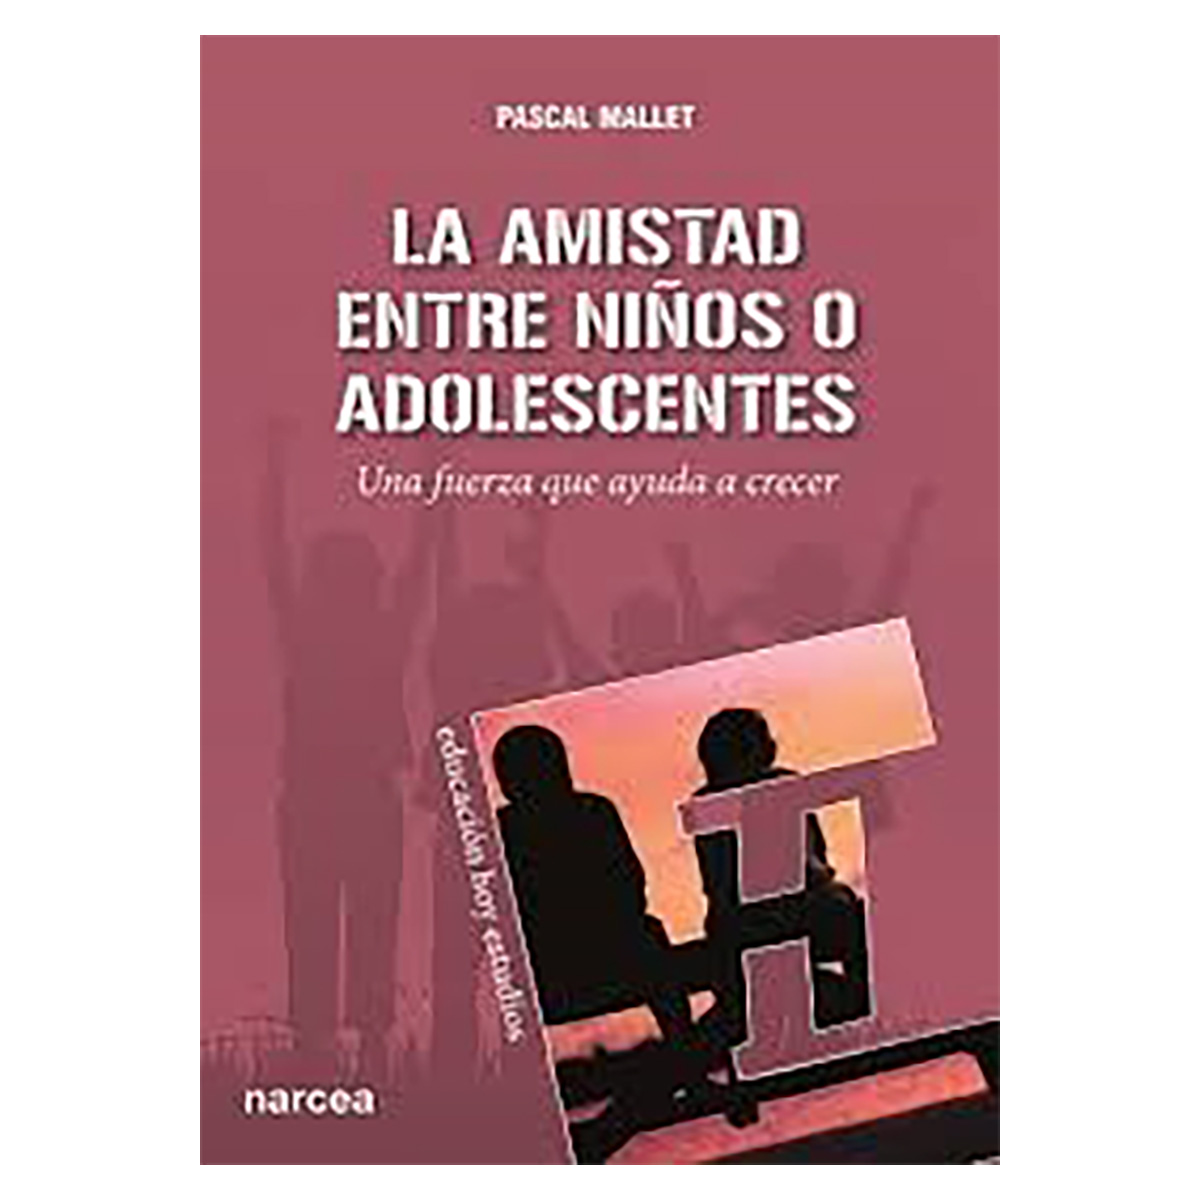 PASCAL MALLET
LA AMISTAD
ENTRE NIÑOS O
ADOLESCENTES
Una fuerza que ayuda a crecer
educación hoy estudios
narcea